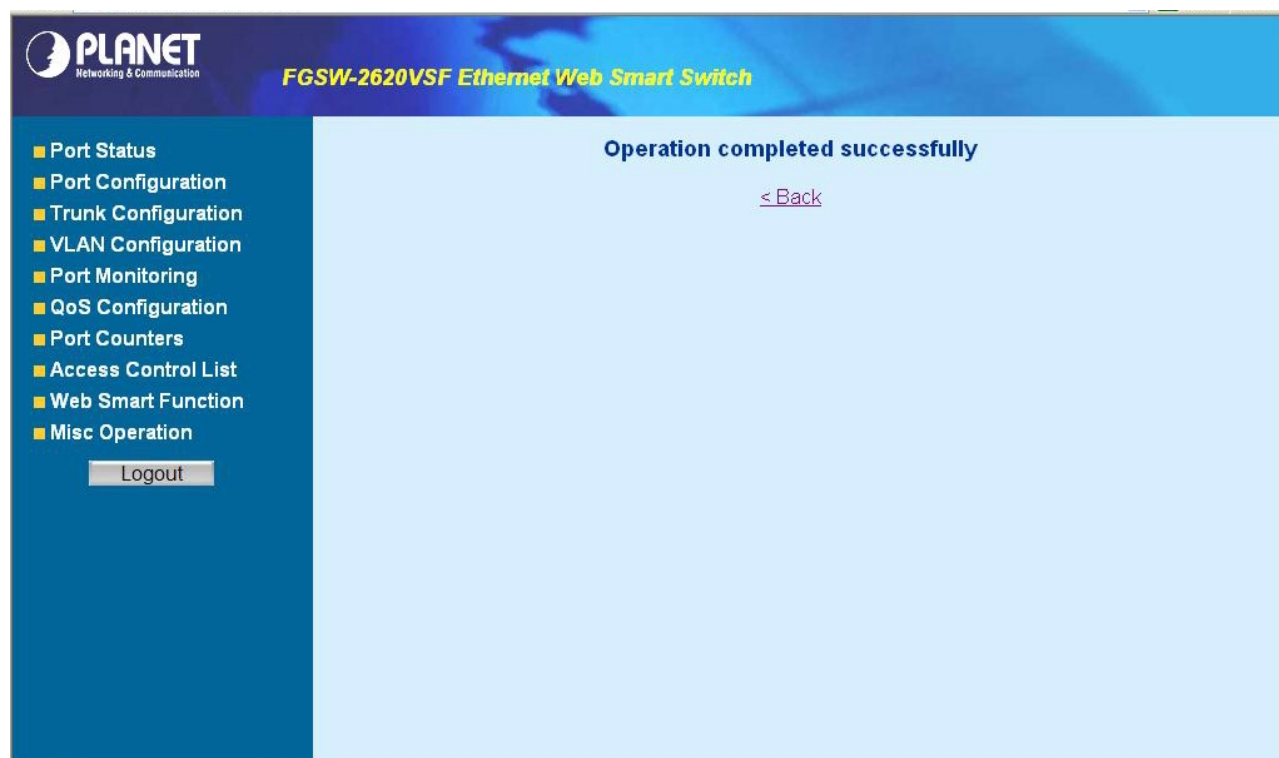 PLANET
Networking & Communication
FGSW-2620VSF Ethernet Web Smart Switch
Port Status
Port Configuration
Trunk Configuration
VLAN Configuration
Port Monitoring
QoS Configuration
Port Counters
Access Control List
Web Smart Function
Misc Operation
Logout
Operation completed successfully
< Back